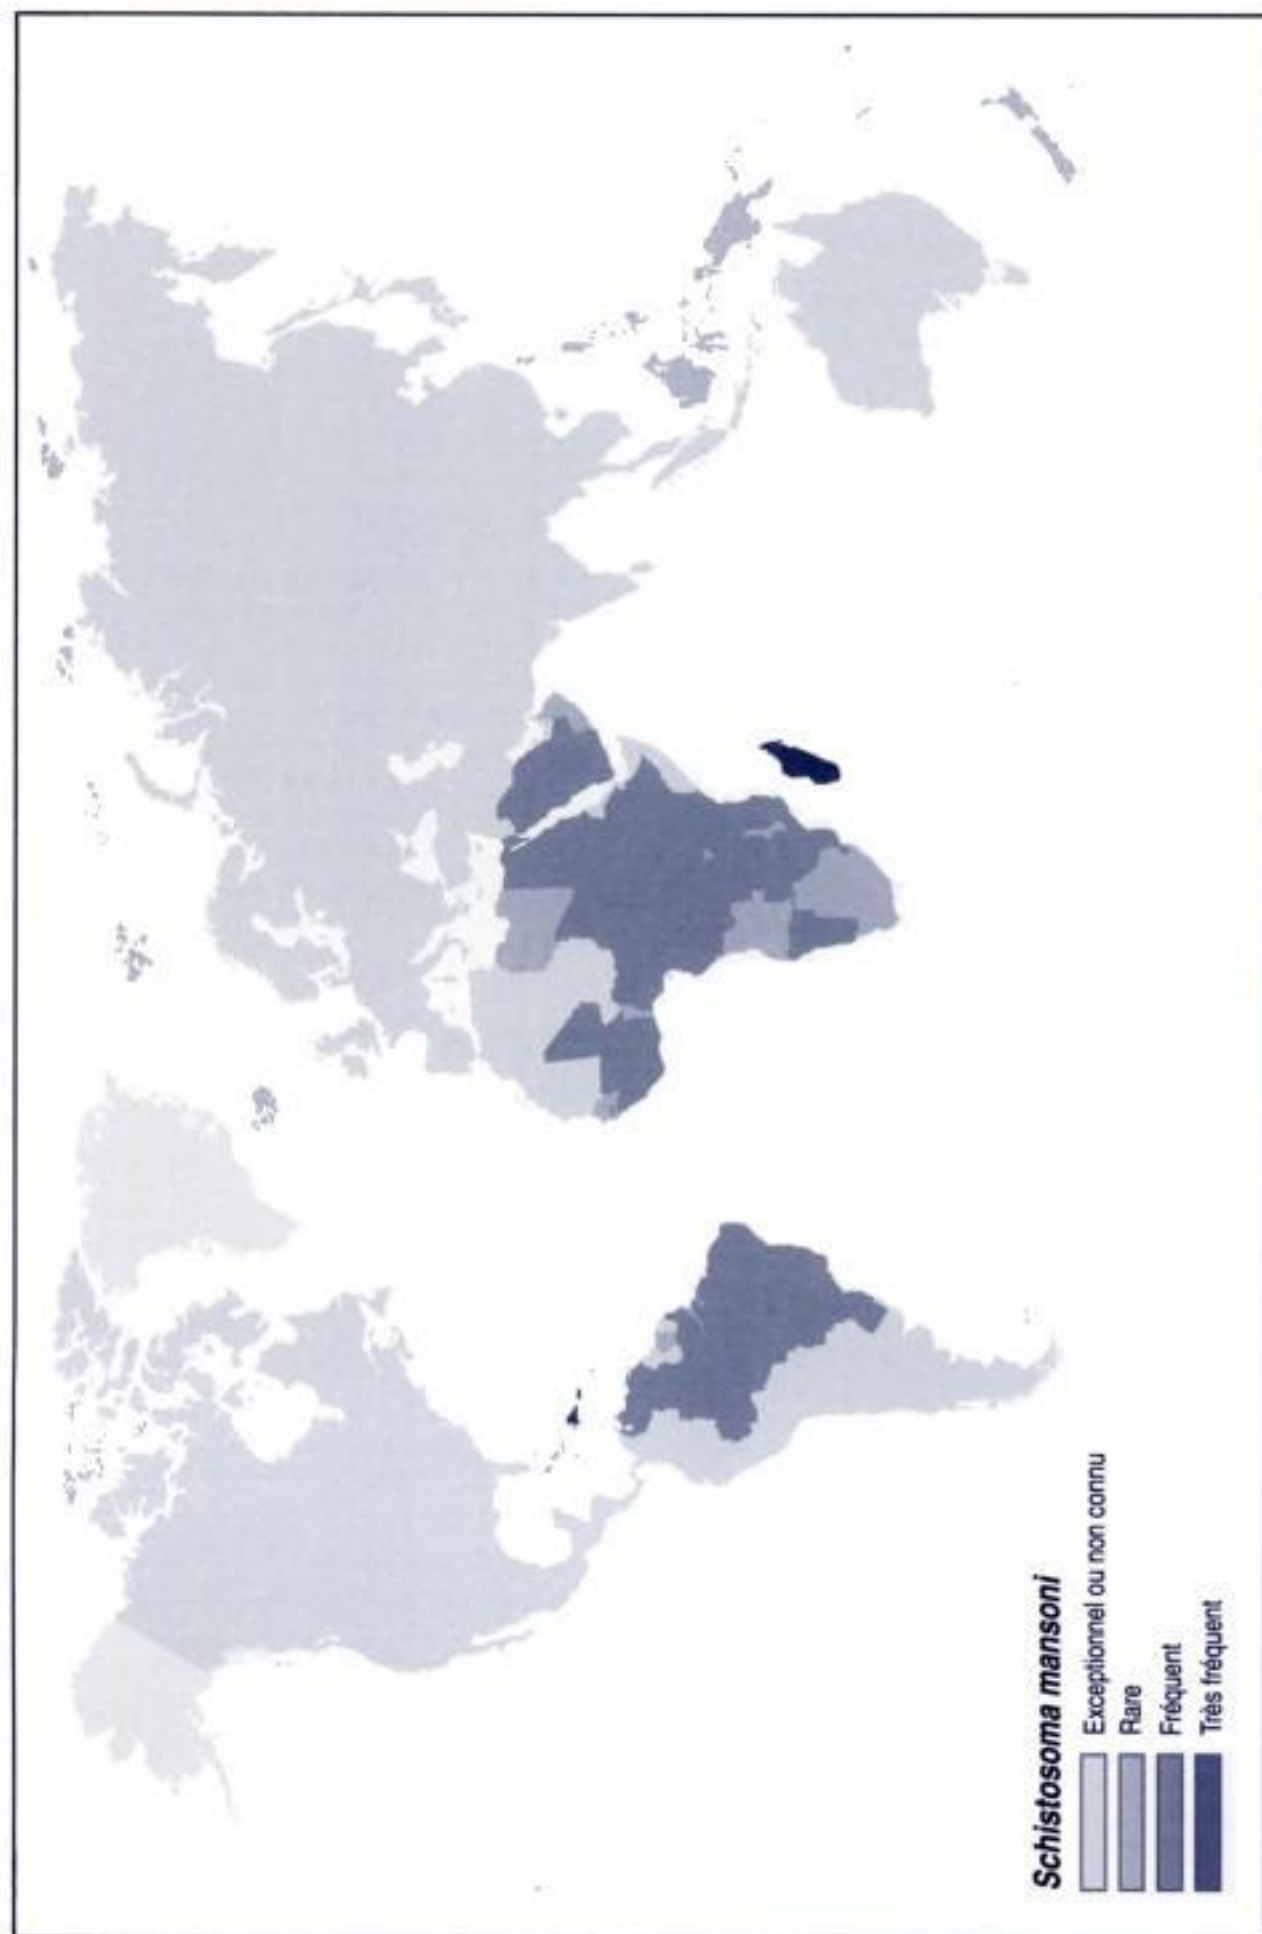 Schistosoma mansoni
Exceptionnel ou non connu
Rare
Fréquent
Très fréquent